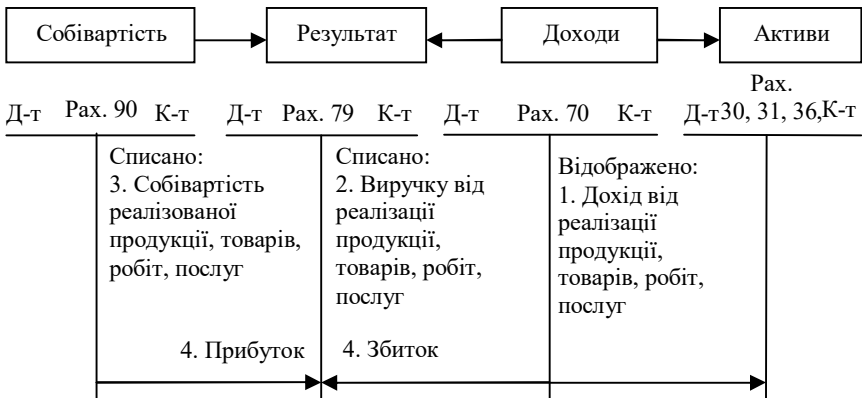 Собівартість
Результат
Доходи
Активи
Д-т Рах. 90 К-т
Д-т Рах. 79 К-т
Д-т Рах. 70 К-т
Рах.
Д-т30, 31, 36,К-т
Списано:
3. Собівартість
реалізованої
продукції, товарів,
робіт, послуг
Списано:
2. Виручку від
реалізації
продукції,
товарів, робіт,
послуг
Відображено:
1. Дохід від
реалізації
продукції,
товарів, робіт,
послуг
4. Прибуток
4. Збиток